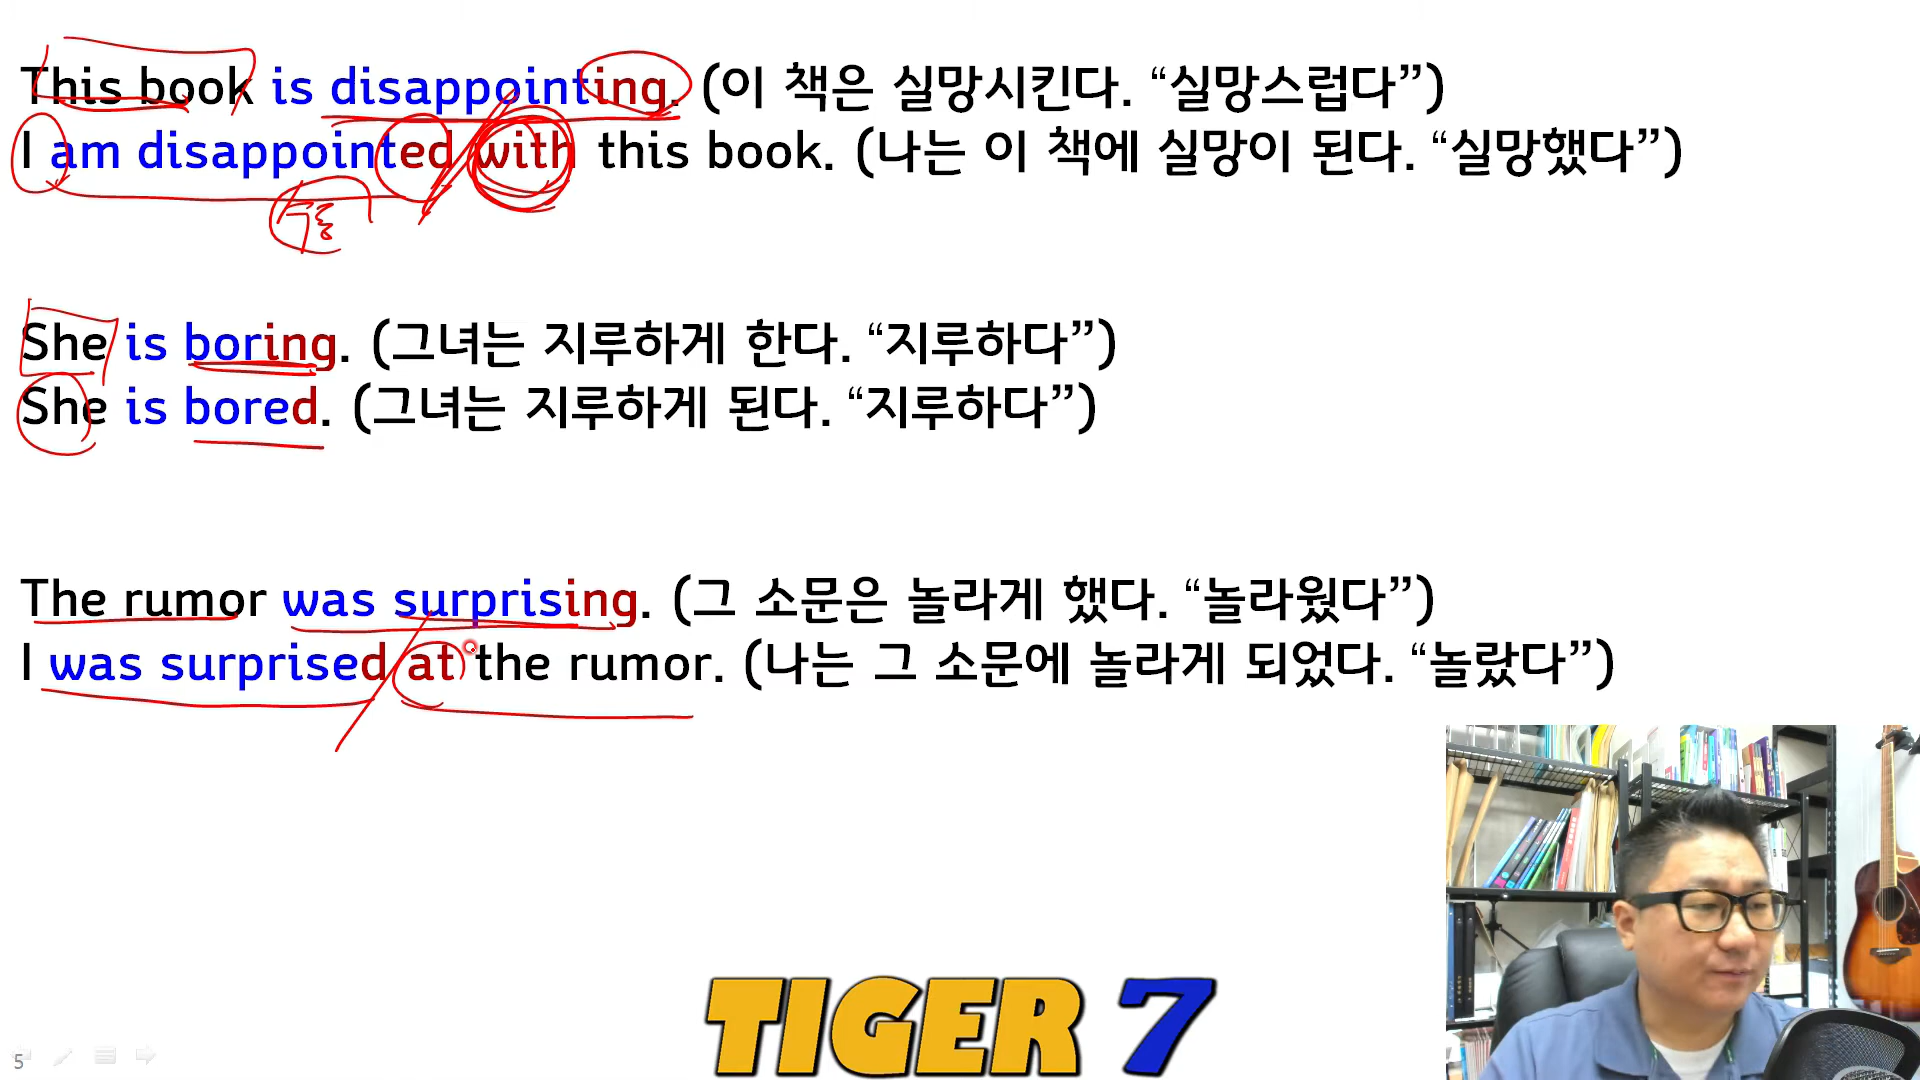 This book is disappointing. (이 책은 실망시킨다. “실망스럽다”)
I am disappointed with this book. (나는 이 책에 실망이 된다. “실망했다”)
She is boring. (그녀는 지루하게 한다. “지루하다”)
She is bored. (그녀는 지루하게 된다. “지루하다”)
The rumor was surprising. (그 소문은 놀라게 했다. “놀라웠다”)
I was surprised at the rumor. (나는 그 소문에 놀라게 되었다. “놀랐다”)
TIGER 7
5